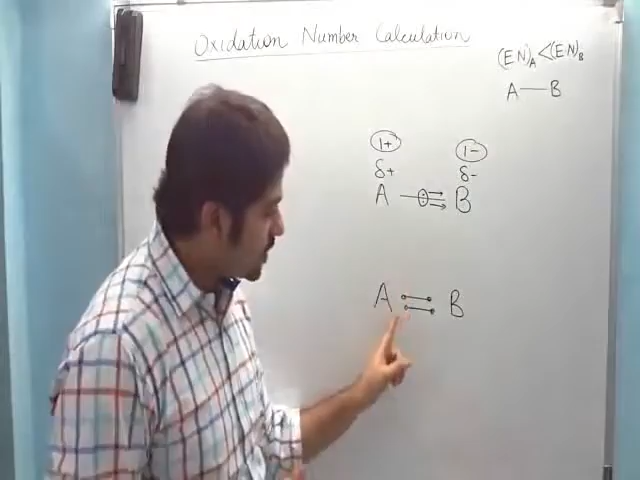 Oxidation Number Calculation
(EN)A < (EN)B
A — B
1+ 1-
δ+ δ-
A B
A B